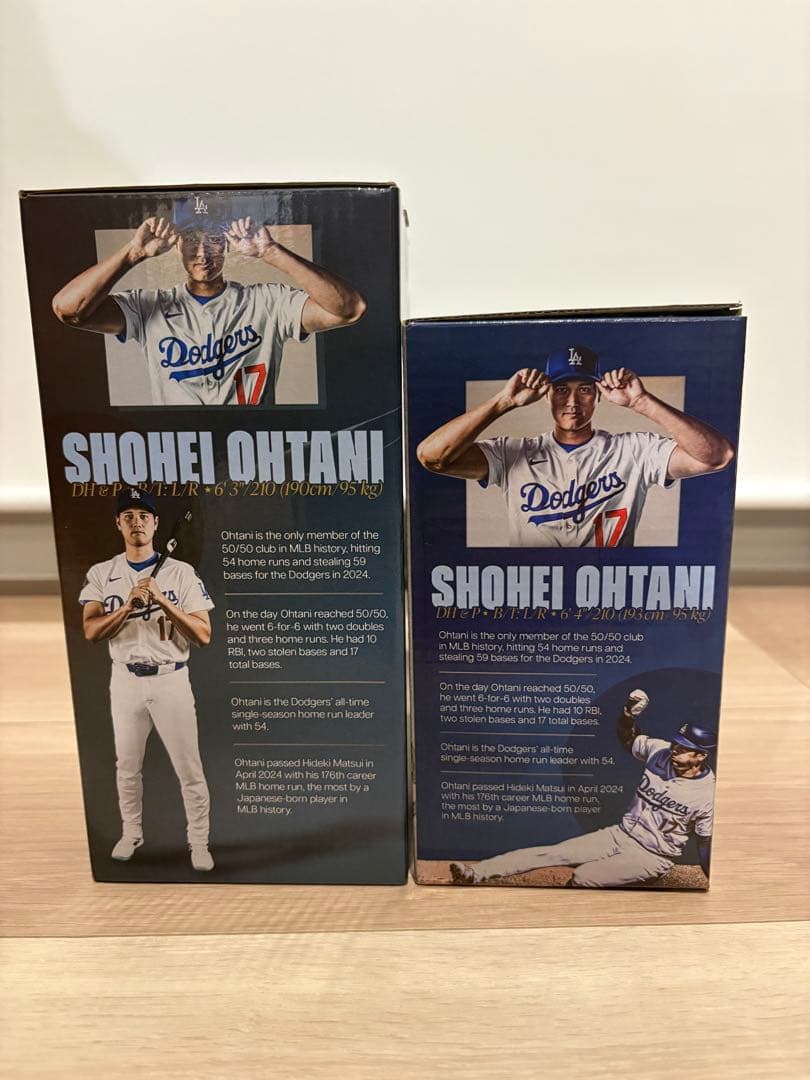 LA
Dodgers
17
SHOHEI OHTANI
DH & P • B/T: L/R • 6' 3"/210 (190cm/95 kg)
LA
Dodgers
17
Ohtani is the only member of the
50/50 club in MLB history, hitting
54 home runs and stealing 59
bases for the Dodgers in 2024.
On the day Ohtani reached 50/50,
he went 6-for-6 with two doubles
and three home runs. He had 10
RBI, two stolen bases and 17
total bases.
Ohtani is the Dodgers' all-time
single-season home run leader
with 54.
Ohtani passed Hideki Matsui in
April 2024 with his 176th career
MLB home run, the most by a
Japanese-born player in
MLB history.
LA
Dodgers
17
SHOHEI OHTANI
DH & P • B/T: L/R • 6' 4"/210 (193cm/95 kg)
Ohtani is the only member of the 50/50 club
in MLB history, hitting 54 home runs and
stealing 59 bases for the Dodgers in 2024.
On the day Ohtani reached 50/50,
he went 6-for-6 with two doubles
and three home runs. He had 10 RBI,
two stolen bases and 17 total bases.
Ohtani is the Dodgers' all-time
single-season home run leader with 54.
Ohtani passed Hideki Matsui in April 2024
with his 176th career MLB home run,
the most by a Japanese-born player
in MLB history.
Dodgers
17